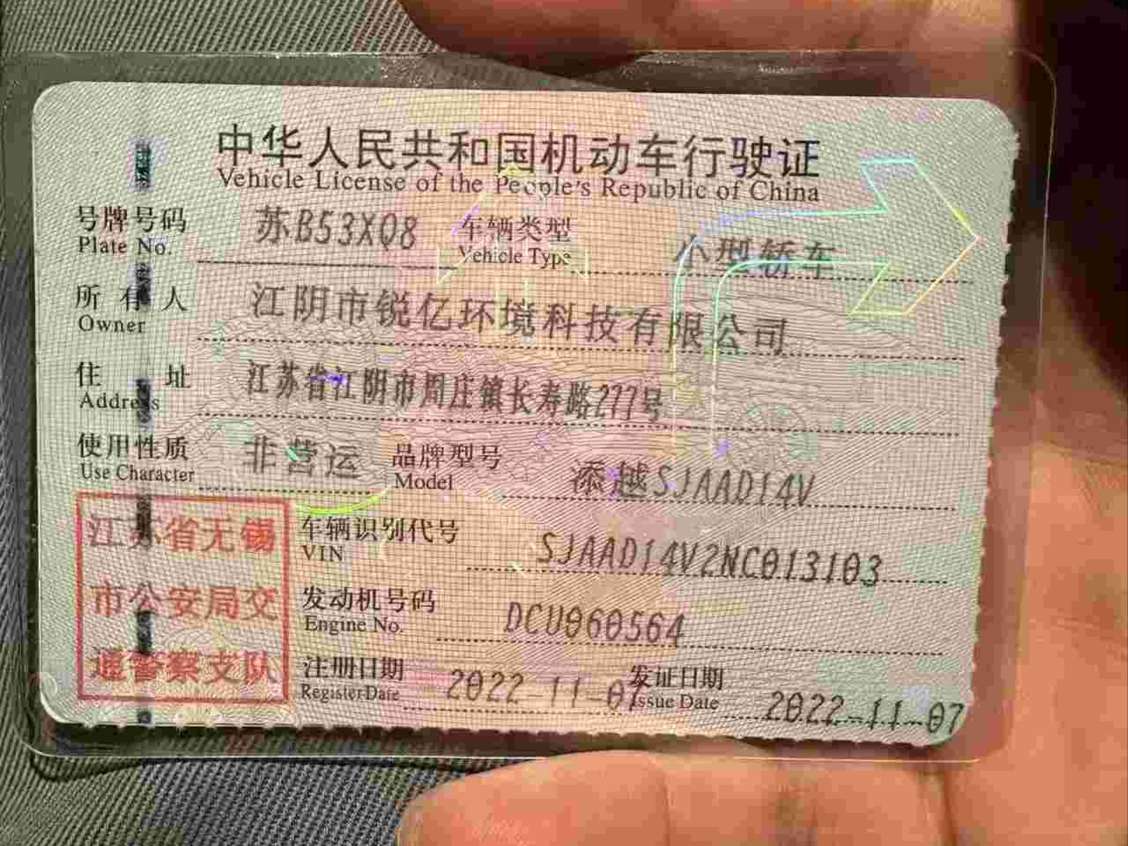 中华人民共和国机动车行驶证
Vehicle License of the People's Republic of China
号牌号码 苏B53XQ8 车辆类型 小型轿车
Plate No. Vehicle Type
所有人 江阴市锐亿环境科技有限公司
Owner
住址 江苏省江阴市周庄镇长寿路277号
Address
使用性质 非营运 品牌型号 添越SJAAD14V
Use Character Model
江苏省无锡
市公安局交
通警察支队
车辆识别代号 SJAAD14V2NC013103
VIN
发动机号码 DCU060564
Engine No.
注册日期 2022-11-07 发证日期 2022-11-07
Register Date Issue Date